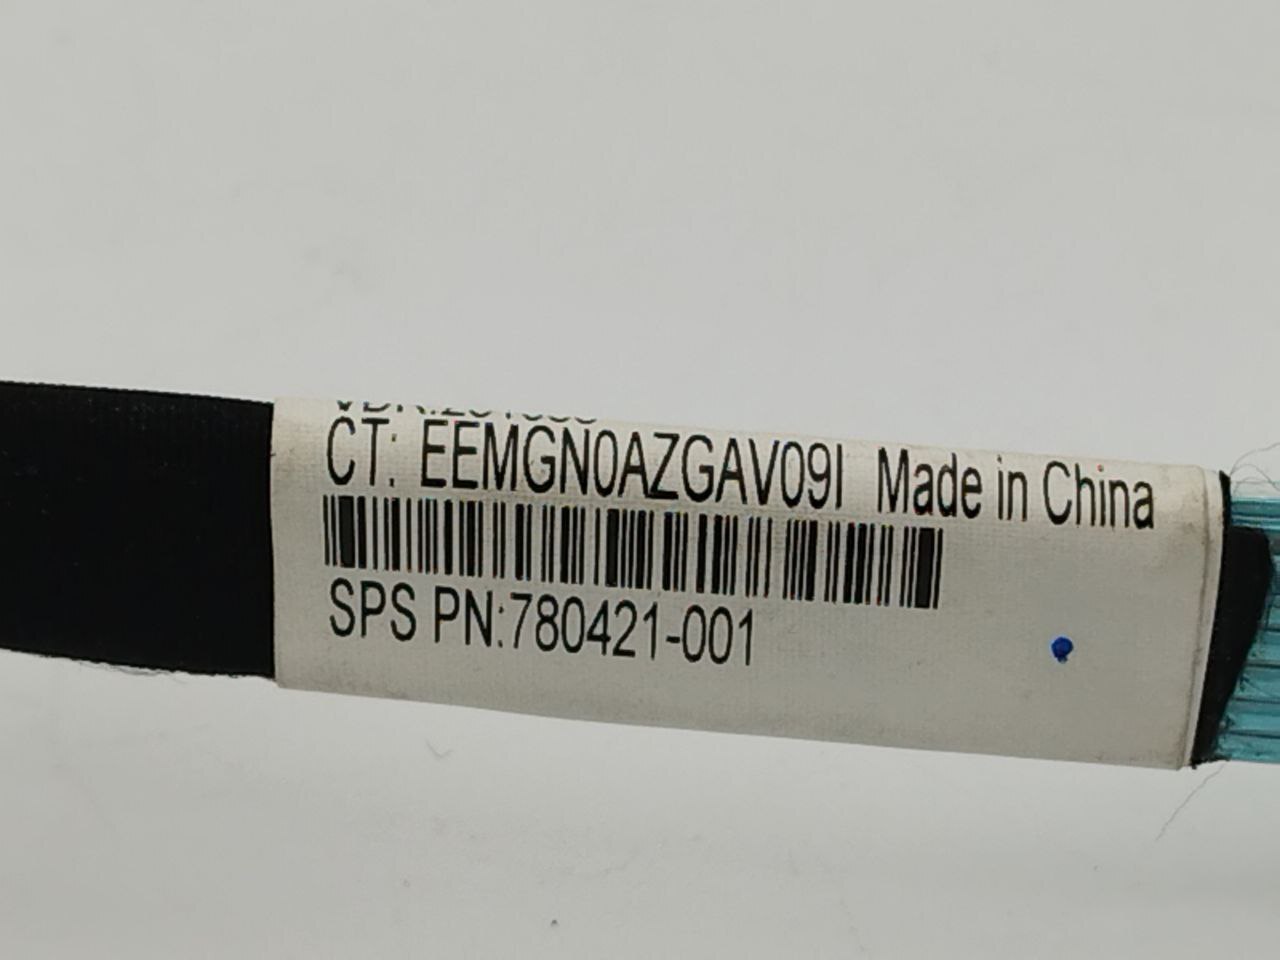 CT: EEMGN0AZGAV09I Made in China
SPS PN:780421-001